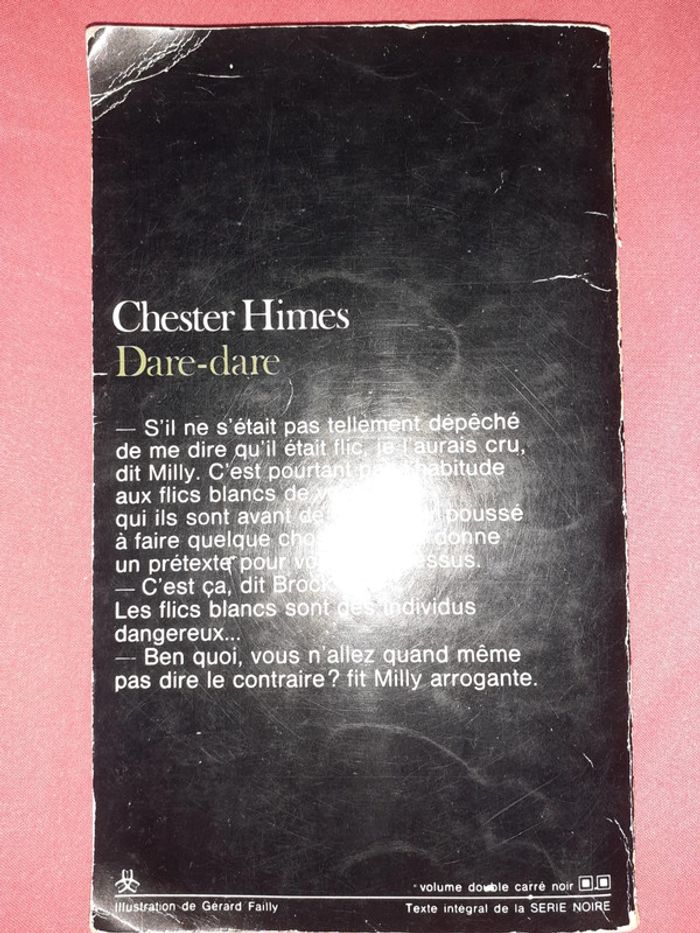 Chester Himes
Dare-dare
— S'il ne s'était pas tellement dépêché
de me dire qu'il était flic, je l'aurais cru,
dit Milly. C'est pourtant habitude
aux flics blancs de
qui ils sont avant poussé
à faire quelque donne
un prétexte pour
— C'est ça, dit
Les flics blancs sont des individus
dangereux...
— Ben quoi, vous n'allez quand même
pas dire le contraire? fit Milly arrogante.
volume double carré noir
Illustration de Gérard Failly
Texte intégral de la SERIE NOIRE